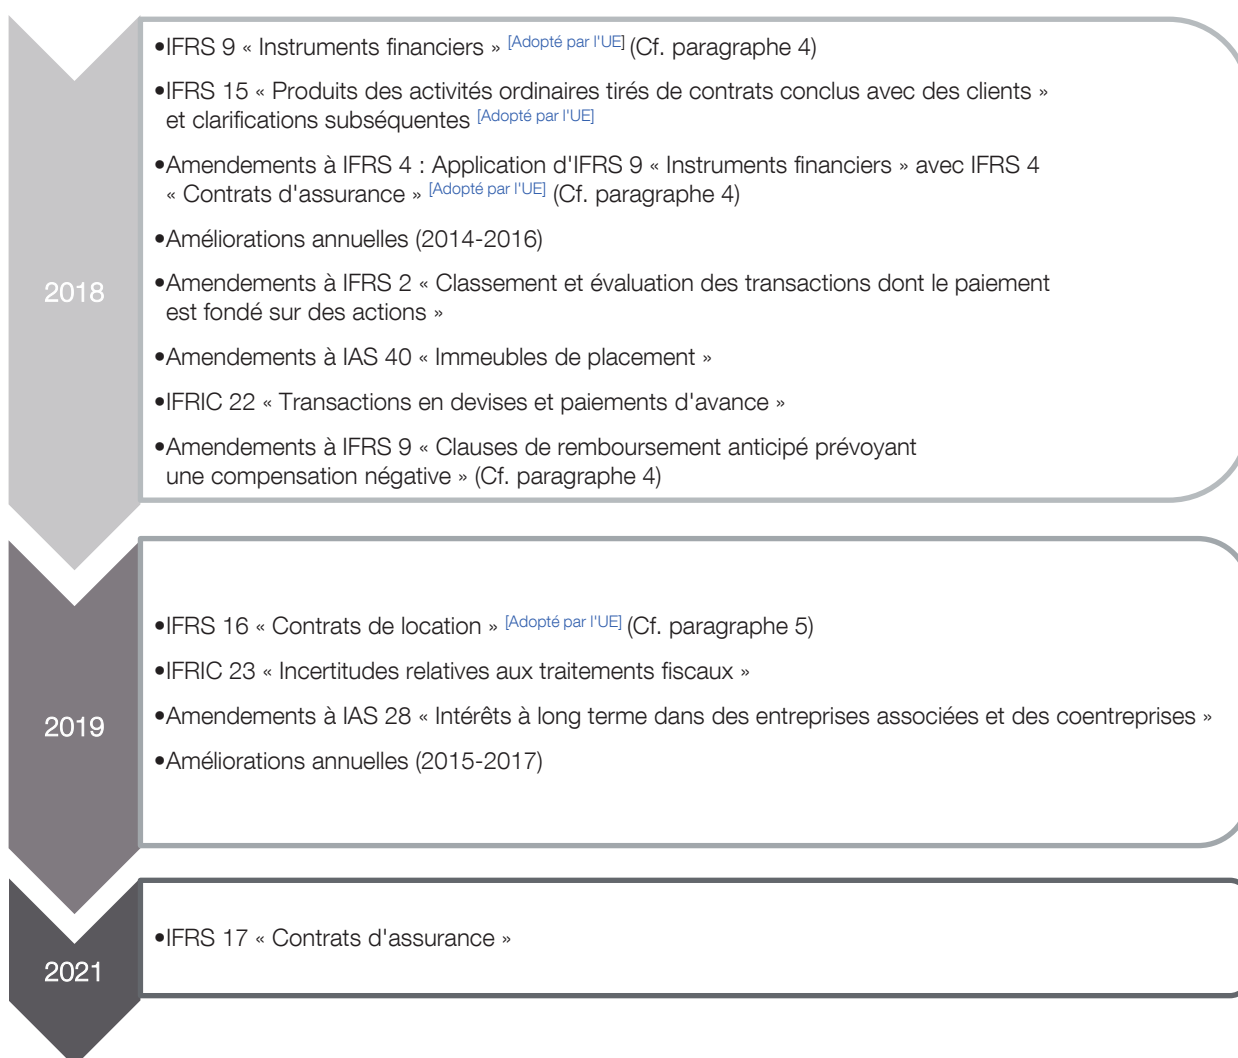 •IFRS 9 « Instruments financiers » [Adopté par l'UE] (Cf. paragraphe 4)
•IFRS 15 « Produits des activités ordinaires tirés de contrats conclus avec des clients »
et clarifications subséquentes [Adopté par l'UE]
•Amendements à IFRS 4 : Application d'IFRS 9 « Instruments financiers » avec IFRS 4
« Contrats d'assurance » [Adopté par l'UE] (Cf. paragraphe 4)
•Améliorations annuelles (2014-2016)
2018
•Amendements à IFRS 2 « Classement et évaluation des transactions dont le paiement
est fondé sur des actions »
•Amendements à IAS 40 « Immeubles de placement »
•IFRIC 22 « Transactions en devises et paiements d'avance »
•Amendements à IFRS 9 « Clauses de remboursement anticipé prévoyant
une compensation négative » (Cf. paragraphe 4)
•IFRS 16 « Contrats de location » [Adopté par l'UE] (Cf. paragraphe 5)
•IFRIC 23 « Incertitudes relatives aux traitements fiscaux »
2019
•Amendements à IAS 28 « Intérêts à long terme dans des entreprises associées et des coentreprises »
•Améliorations annuelles (2015-2017)
•IFRS 17 « Contrats d'assurance »
2021